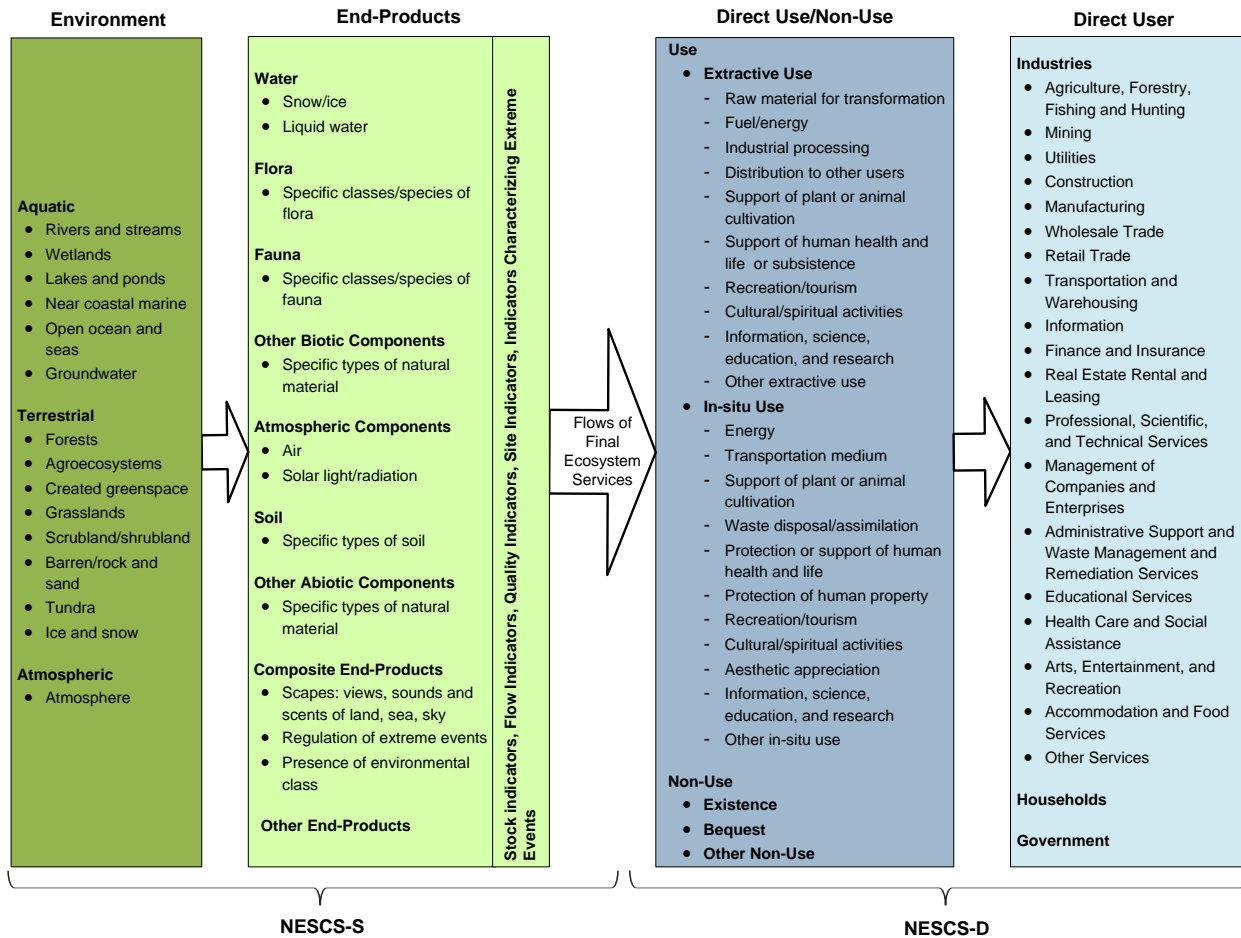 Environment
Aquatic
● Rivers and streams
● Wetlands
● Lakes and ponds
● Near coastal marine
● Open ocean and
seas
● Groundwater
Terrestrial
● Forests
● Agroecosystems
● Created greenspace
● Grasslands
● Scrubland/shrubland
● Barren/rock and
sand
● Tundra
● Ice and snow
Atmospheric
● Atmosphere
End-Products
Water
● Snow/ice
● Liquid water
Flora
● Specific classes/species of
flora
Fauna
● Specific classes/species of
fauna
Other Biotic Components
● Specific types of natural
material
Atmospheric Components
● Air
● Solar light/radiation
Soil
● Specific types of soil
Other Abiotic Components
● Specific types of natural
material
Composite End-Products
● Scapes: views, sounds and
scents of land, sea, sky
● Regulation of extreme events
● Presence of environmental
class
Other End-Products
Stock indicators, Flow Indicators, Quality Indicators, Site Indicators, Indicators Characterizing Extreme
Events
Flows of
Final
Ecosystem
Services
Direct Use/Non-Use
Use
● Extractive Use
- Raw material for transformation
- Fuel/energy
- Industrial processing
- Distribution to other users
- Support of plant or animal
cultivation
- Support of human health and
life or subsistence
- Recreation/tourism
- Cultural/spiritual activities
- Information, science,
education, and research
- Other extractive use
● In-situ Use
- Energy
- Transportation medium
- Support of plant or animal
cultivation
- Waste disposal/assimilation
- Protection or support of human
health and life
- Protection of human property
- Recreation/tourism
- Cultural/spiritual activities
- Aesthetic appreciation
- Information, science,
education, and research
- Other in-situ use
Non-Use
● Existence
● Bequest
● Other Non-Use
Direct User
Industries
● Agriculture, Forestry,
Fishing and Hunting
● Mining
● Utilities
● Construction
● Manufacturing
● Wholesale Trade
● Retail Trade
● Transportation and
Warehousing
● Information
● Finance and Insurance
● Real Estate Rental and
Leasing
● Professional, Scientific,
and Technical Services
● Management of
Companies and
Enterprises
● Administrative Support and
Waste Management and
Remediation Services
● Educational Services
● Health Care and Social
Assistance
● Arts, Entertainment, and
Recreation
● Accommodation and Food
Services
● Other Services
Households
Government
NESCS-S
NESCS-D